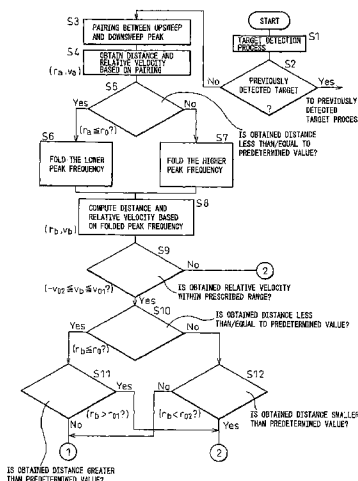 START
S1
TARGET DETECTION
PROCESS
S2
PREVIOUSLY
DETECTED
TARGET
?
No
Yes
TO PREVIOUSLY
DETECTED
TARGET PROCES
S3
PAIRING BETWEEN UPSWEEP
AND DOWNSWEEP PEAK
S4
OBTAIN DISTANCE AND
RELATIVE VELOCITY
BASED ON PAIRING
(ra,va)
S5
Yes
No
(ra≦r0?)
IS OBTAINED DISTANCE
LESS THAN/EQUAL TO
PREDETERMINED VALUE?
S6
FOLD THE LOWER
PEAK FREQUENCY
S7
FOLD THE HIGHER
PEAK FREQUENCY
S8
COMPUTE DISTANCE AND
RELATIVE VELOCITY BASED
ON FOLDED PEAK FREQUENCY
(rb,vb)
S9
No
2
(-v02≦vb≦v01?)
IS OBTAINED RELATIVE VELOCITY
WITHIN PRESCRIBED RANGE?
Yes
S10
Yes
No
IS OBTAINED DISTANCE LESS
THAN/EQUAL TO PREDETERMINED VALUE?
(rb≦r0?)
S11
Yes
(rb>r01?)
No
S12
No
(rb<r02?)
Yes
IS OBTAINED DISTANCE SMALLER
THAN PREDETERMINED VALUE?
1
2
IS OBTAINED DISTANCE GREATER
THAN PREDETERMINED VALUE?